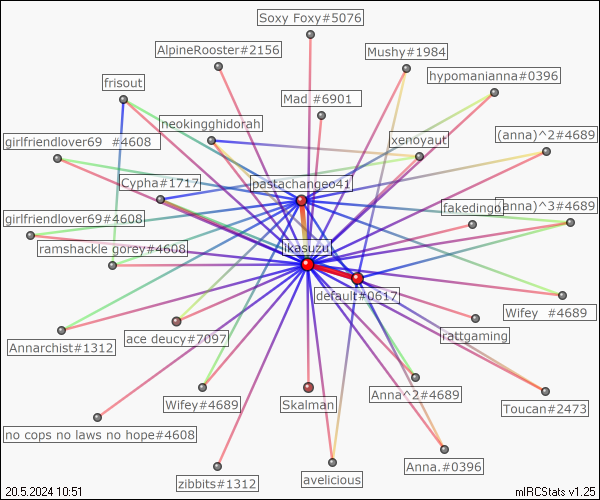 Soxy Foxy#5076
AlpineRooster#2156
Mushy#1984
frisout
hypomanianna#0396
Mad #6901
neokingghidorah
girlfriendlover69 #4608
xenoyaut
(anna)^2#4689
Cypha#1717
pastachangeo41
girlfriendlover69#4608
fakedingo
(anna)^3#4689
ramshackle gorey#4608
ikasuzu
default#0617
Annarchist#1312
ace deucy#7097
Wifey #4689
rattgaming
Wifey#4689
Skalman
Anna^2#4689
Toucan#2473
no cops no laws no hope#4608
zibbits#1312
avelicious
Anna.#0396
20.5.2024 10:51
mIRCStats v1.25